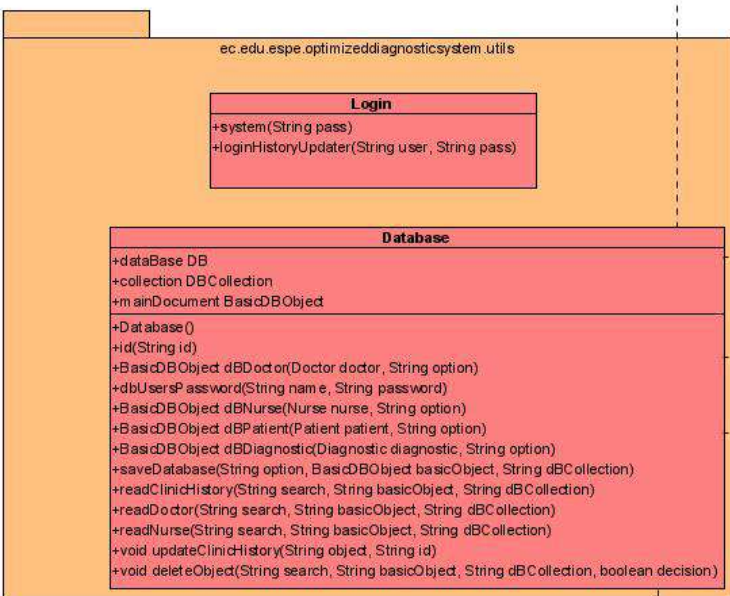 ec.edu.espe.optimizeddiagnosticsystem.utils
Login
+system(String pass)
+loginHistoryUpdater(String user, String pass)
Database
+dataBase DB
+collection DBCollection
+mainDocument BasicDBObject
+Database()
+id(String id)
+BasicDBObject dBDoctor(Doctor doctor, String option)
+dbUsersPassword(String name, String password)
+BasicDBObject dBNurse(Nurse nurse, String option)
+BasicDBObject dBPatient(Patient patient, String option)
+BasicDBObject dBDiagnostic(Diagnostic diagnostic, String option)
+saveDatabase(String option, BasicDBObject basicObject, String dBCollection)
+readClinicHistory(String search, String basicObject, String dBCollection)
+readDoctor(String search, String basicObject, String dBCollection)
+readNurse(String search, String basicObject, String dBCollection)
+void updateClinicHistory(String object, String id)
+void deleteObject(String search, String basicObject, String dBCollection, boolean decision)